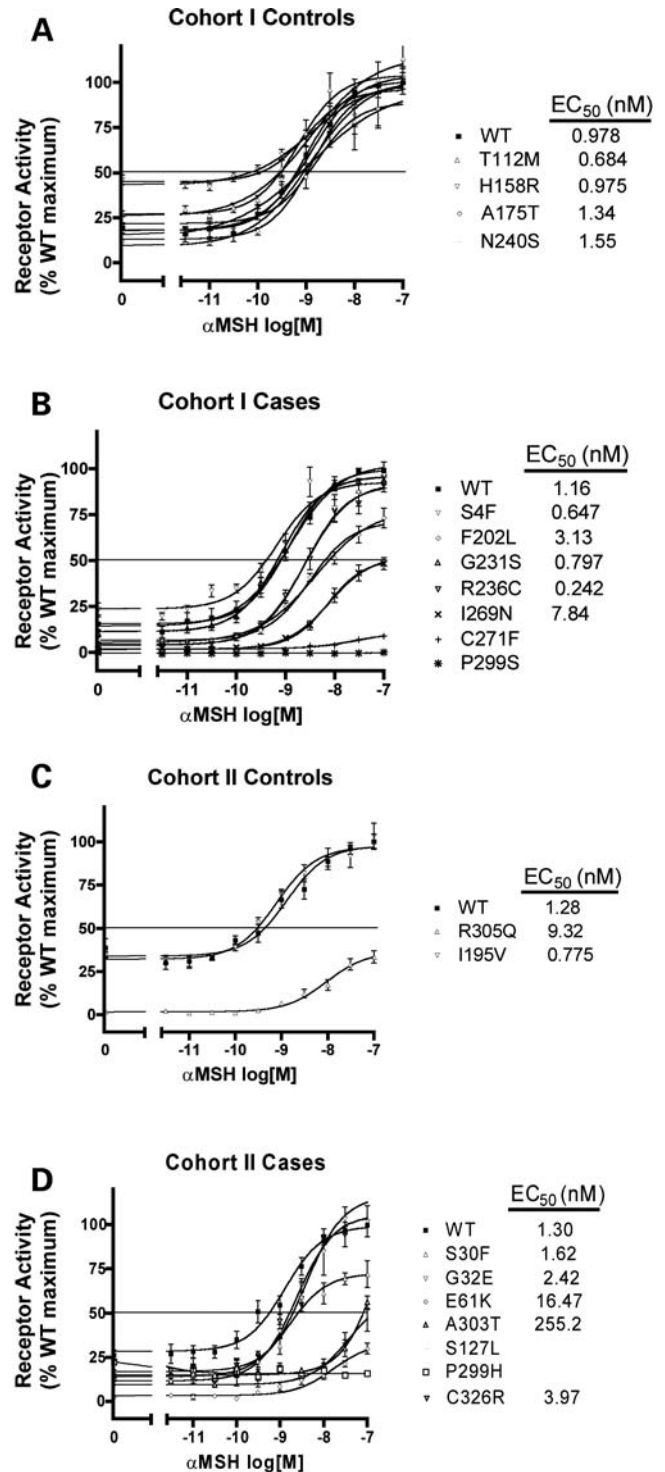 A
Cohort I Controls
Receptor Activity
(% WT maximum)
100
75
50
25
0
0
-11
-10
-9
-8
-7
αMSH log[M]
EC50 (nM)
WT 0.978
T112M 0.684
H158R 0.975
A175T 1.34
N240S 1.55
B
Cohort I Cases
Receptor Activity
(% WT maximum)
100
75
50
25
0
0
-11
-10
-9
-8
-7
αMSH log[M]
EC50 (nM)
WT 1.16
S4F 0.647
F202L 3.13
G231S 0.797
R236C 0.242
I269N 7.84
C271F
P299S
C
Cohort II Controls
Receptor Activity
(% WT maximum)
100
75
50
25
0
0
-11
-10
-9
-8
-7
αMSH log[M]
EC50 (nM)
WT 1.28
R305Q 9.32
I195V 0.775
D
Cohort II Cases
Receptor Activity
(% WT maximum)
100
75
50
25
0
0
-11
-10
-9
-8
-7
αMSH log[M]
EC50 (nM)
WT 1.30
S30F 1.62
G32E 2.42
E61K 16.47
A303T 255.2
S127L
P299H
C326R 3.97